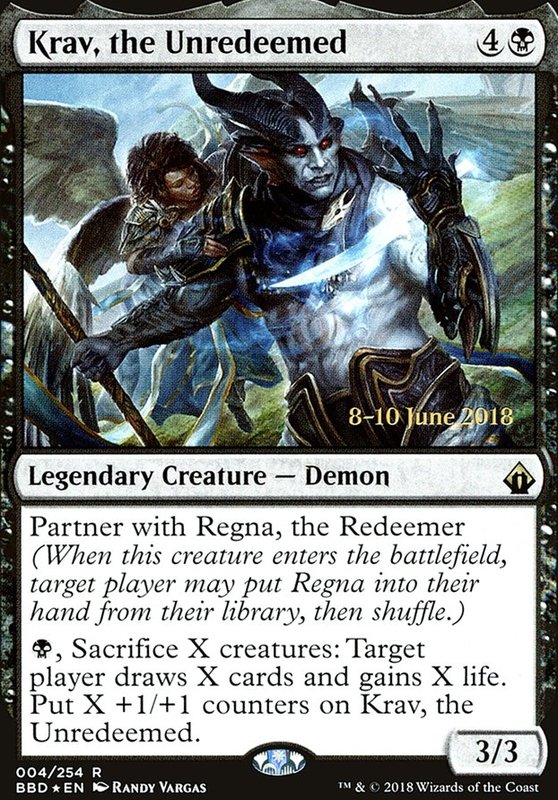 Krav, the Unredeemed 4
8-10 June 2018
Legendary Creature — Demon
Partner with Regna, the Redeemer
(When this creature enters the battlefield,
target player may put Regna into their
hand from their library, then shuffle.)
, Sacrifice X creatures: Target
player draws X cards and gains X life.
Put X +1/+1 counters on Krav, the
Unredeemed.
3/3
004/254 R
BBD ★ EN RANDY VARGAS
™ & © 2018 Wizards of the Coast